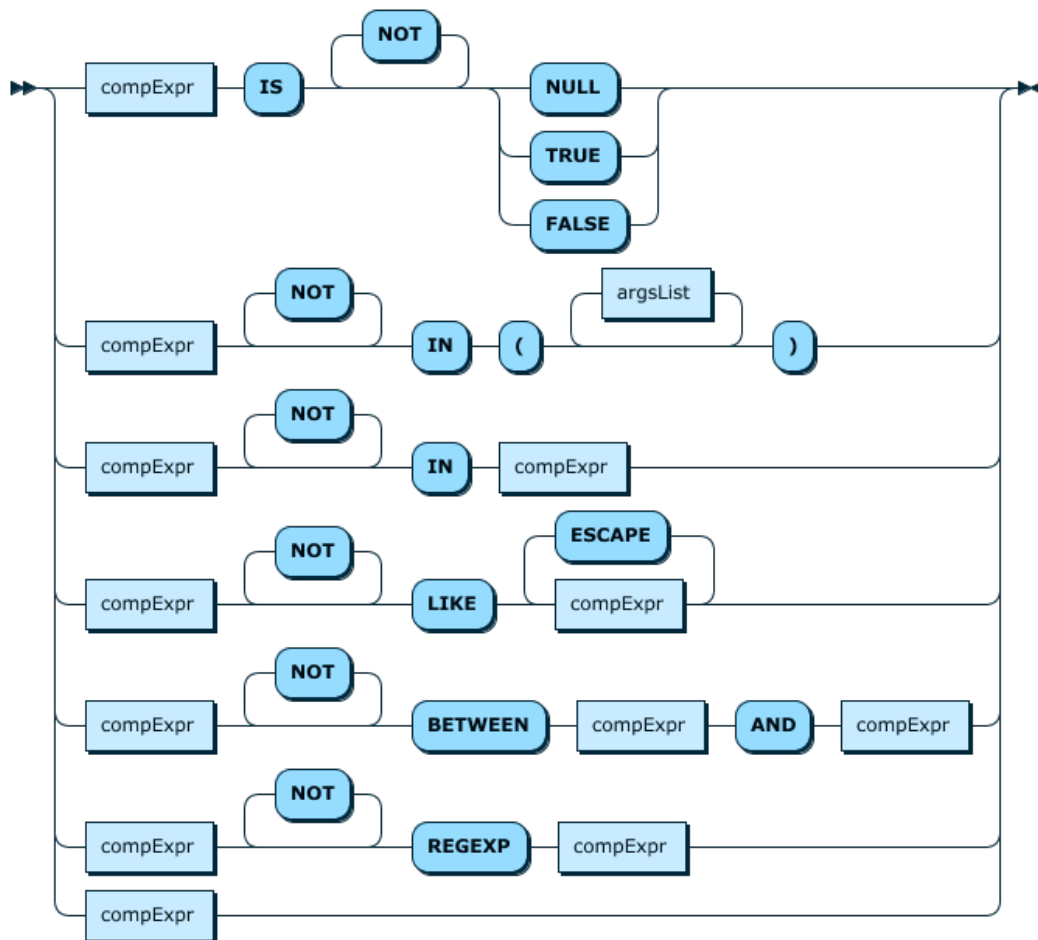 NOT
compExpr IS NULL
TRUE
FALSE
NOT argsList
compExpr IN ( )
NOT
compExpr IN compExpr
NOT ESCAPE
compExpr LIKE compExpr
NOT
compExpr BETWEEN compExpr AND compExpr
NOT
compExpr REGEXP compExpr
compExpr